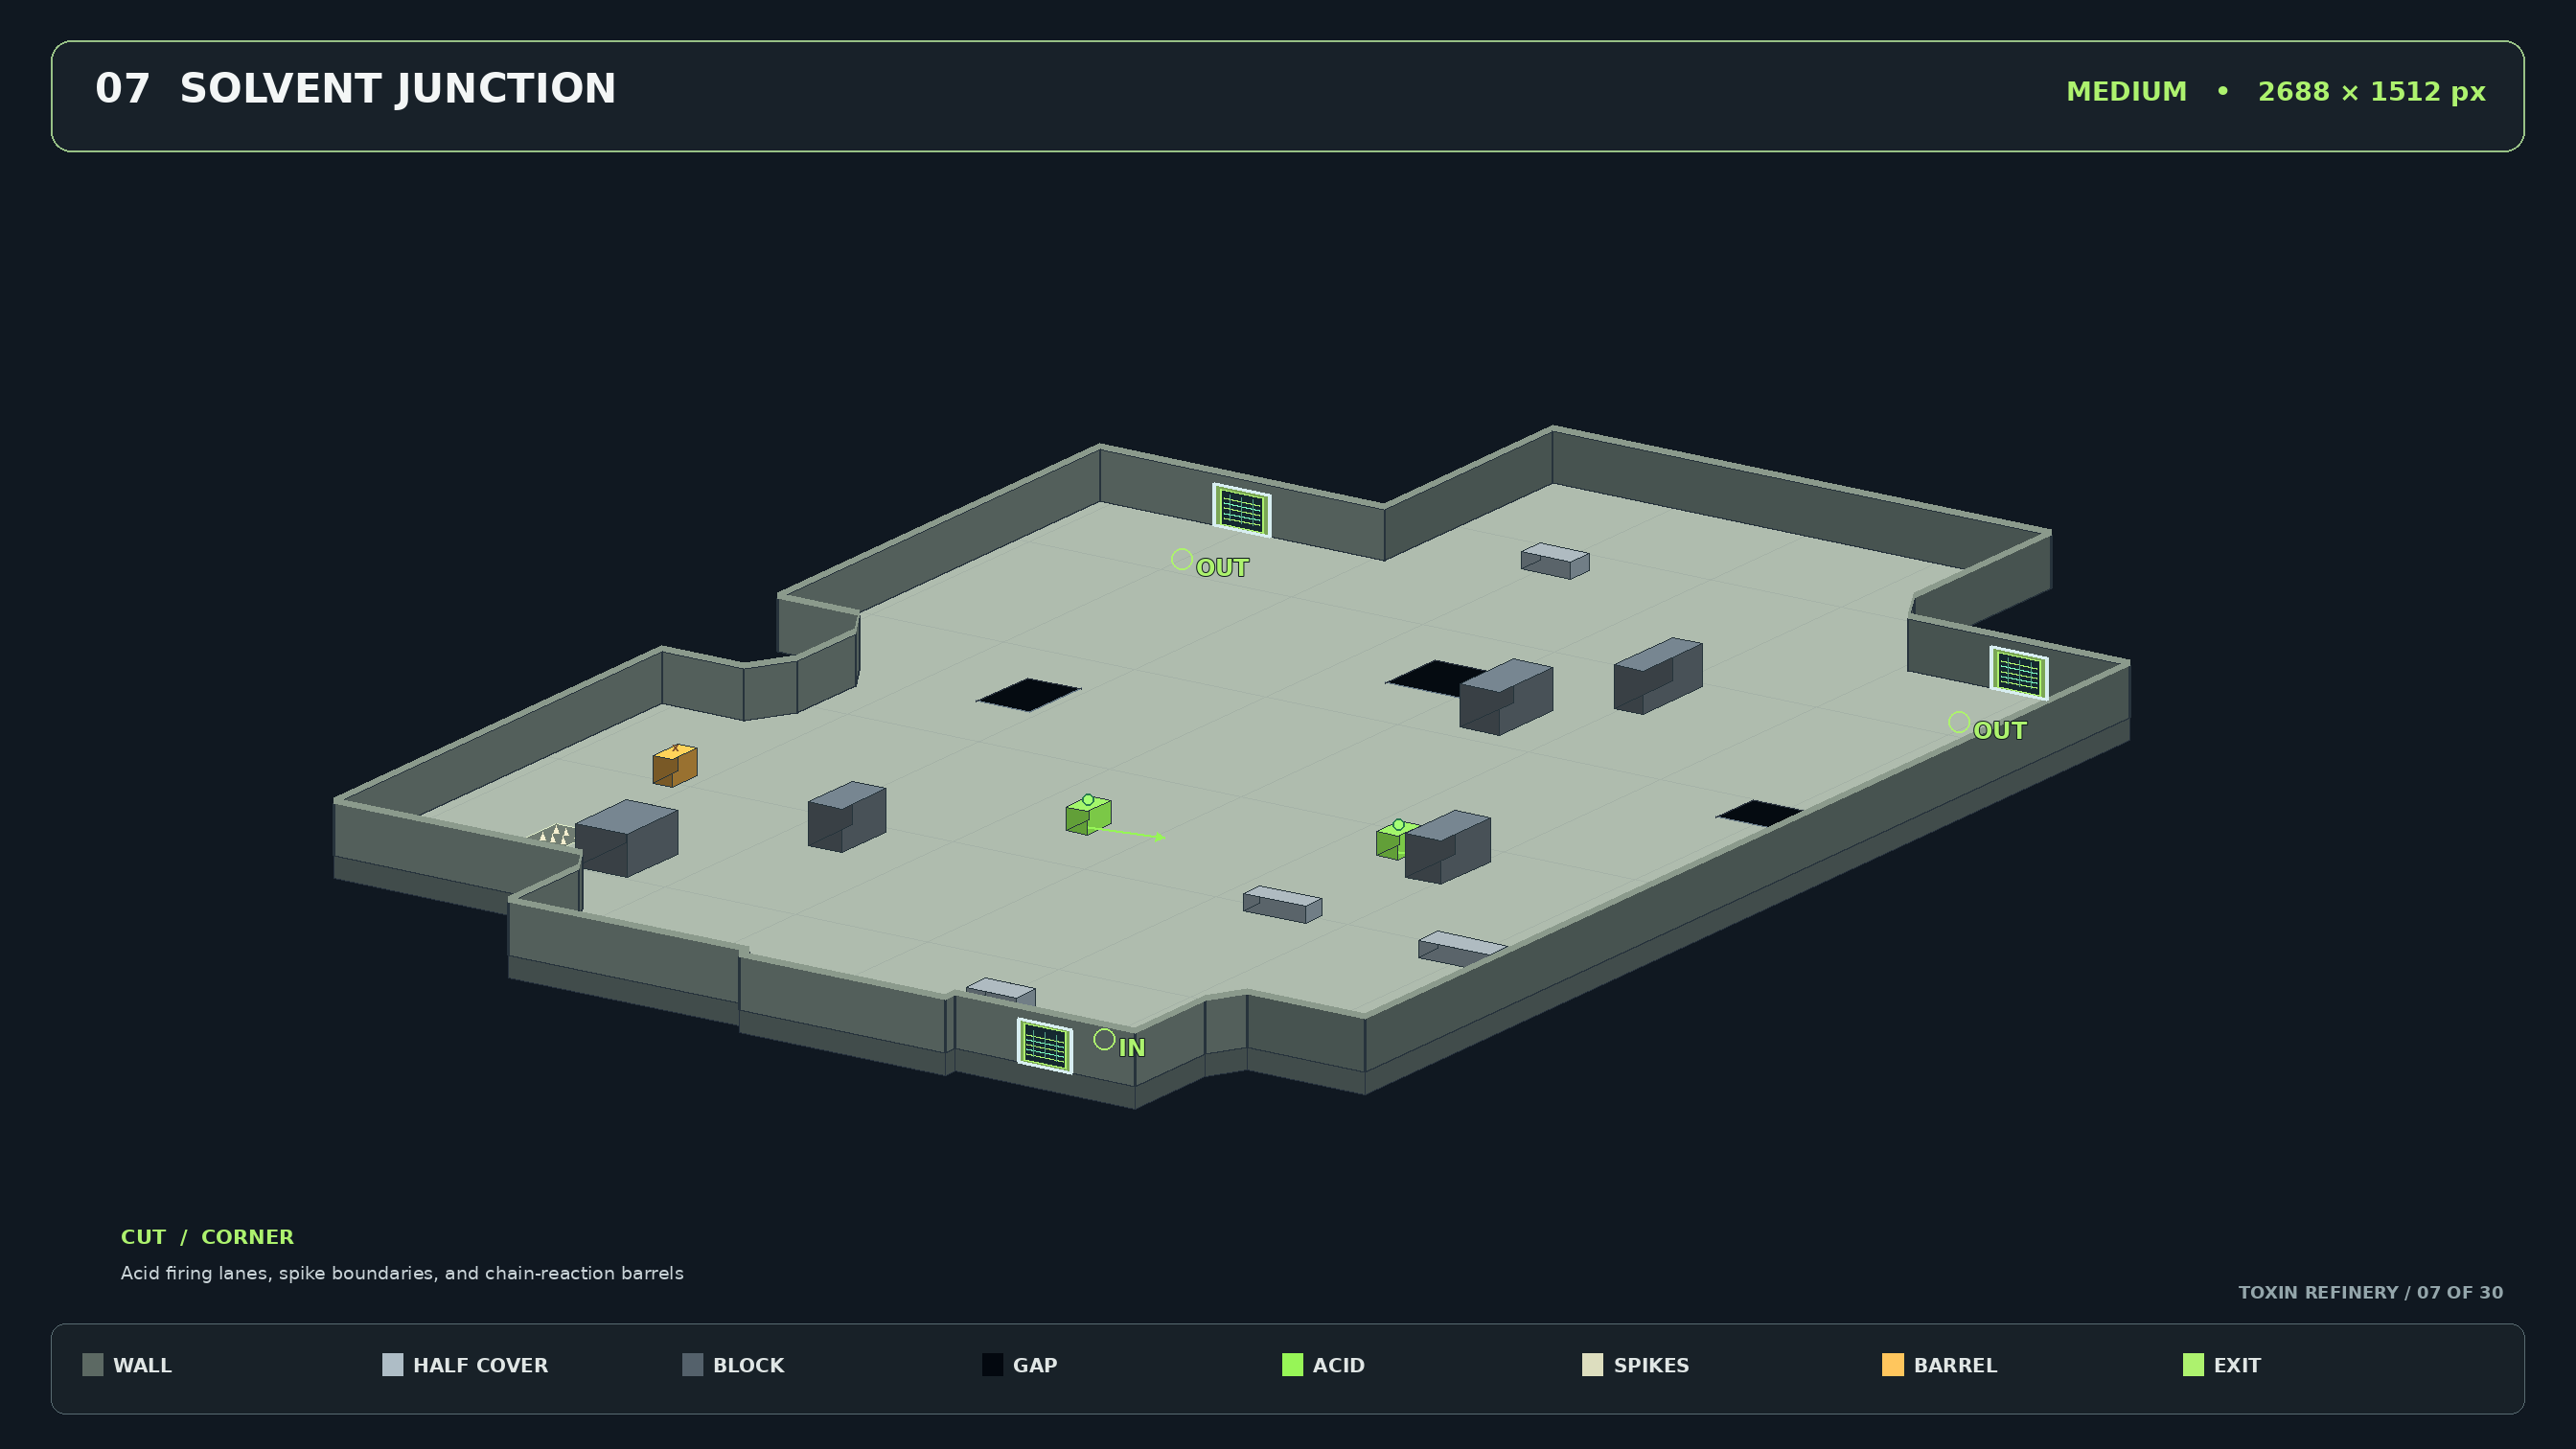 07 SOLVENT JUNCTION
MEDIUM • 2688 × 1512 px
OUT
OUT
IN
CUT / CORNER
Acid firing lanes, spike boundaries, and chain-reaction barrels
TOXIN REFINERY / 07 OF 30
WALL HALF COVER BLOCK GAP ACID SPIKES BARREL EXIT